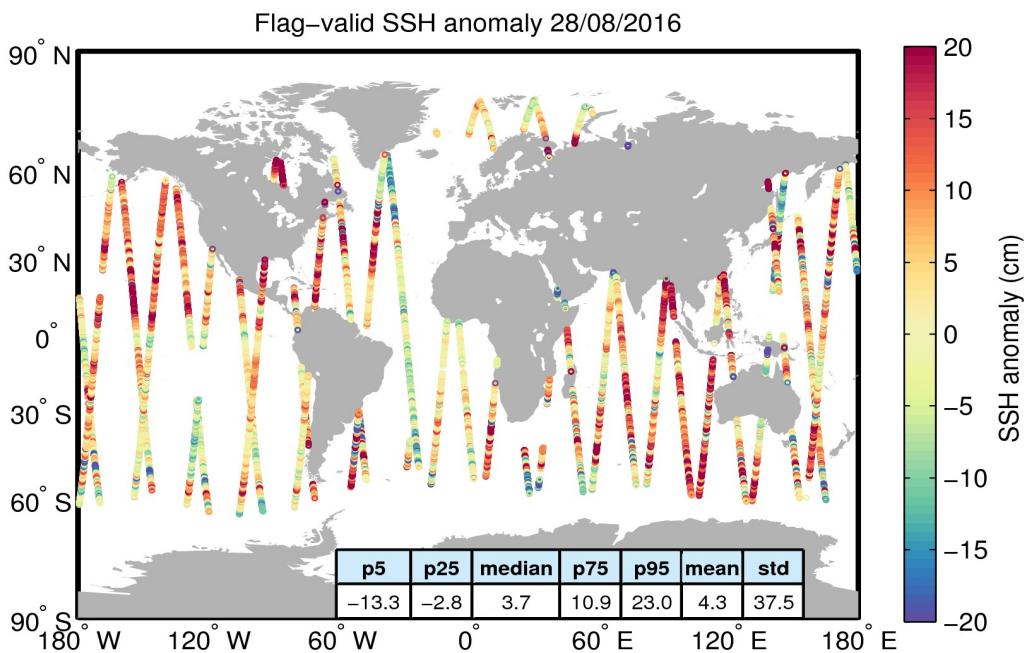 Flag−valid SSH anomaly 28/08/2016
90° N
60° N
30° N
0°
30° S
60° S
90° S
180° W
120° W
60° W
0°
60° E
120° E
180° E
p5 p25 median p75 p95 mean std
−13.3 −2.8 3.7 10.9 23.0 4.3 37.5
20
15
10
5
0
−5
−10
−15
−20
SSH anomaly (cm)